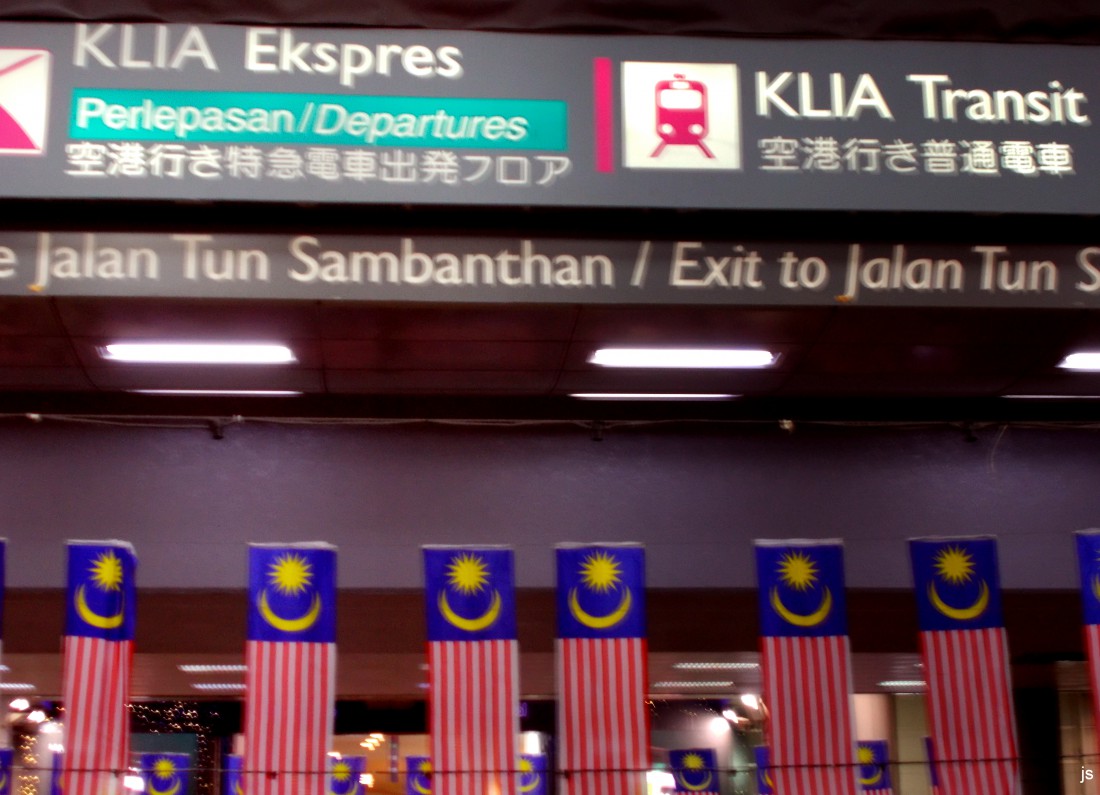 KLIA Ekspres
Perlepasan/Departures
空港行き特急電車出発フロア
KLIA Transit
空港行き普通電車
Jalan Tun Sambanthan / Exit to Jalan Tun
js